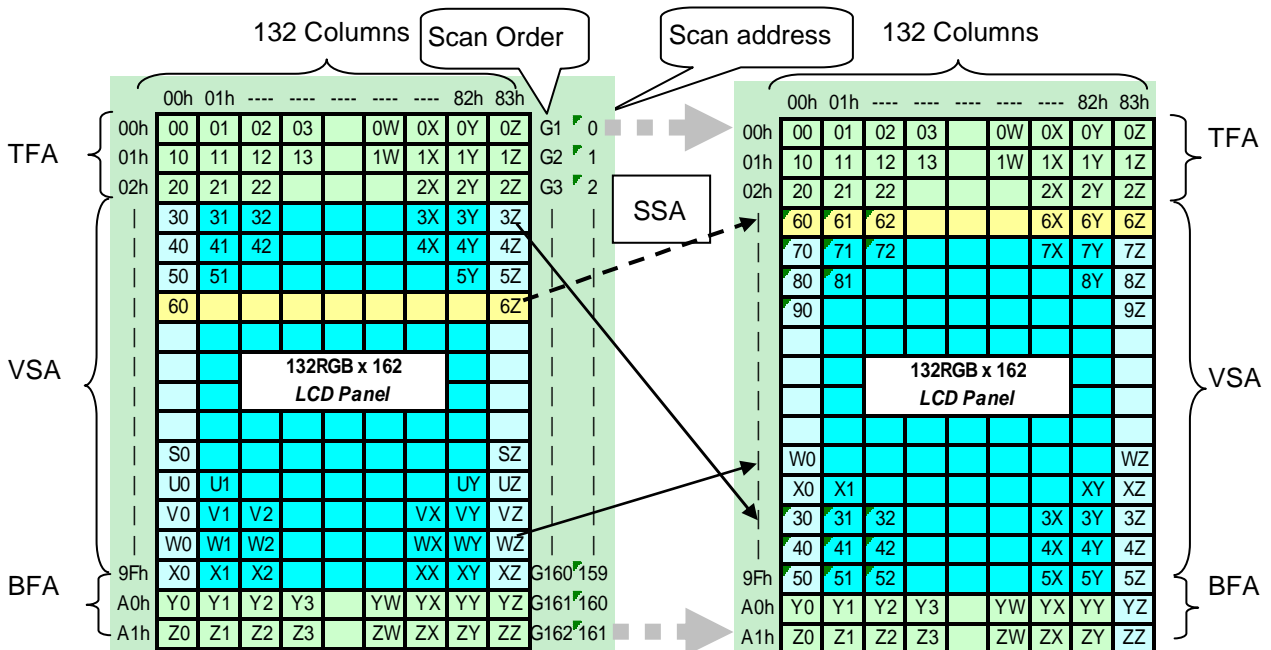 132 Columns Scan Order Scan address 132 Columns
00h 01h ---- ---- ---- ---- ---- 82h 83h
00h 01h ---- ---- ---- ---- ---- 82h 83h
TFA
00h 00 01 02 03 0W 0X 0Y 0Z G1 0
01h 10 11 12 13 1W 1X 1Y 1Z G2 1
02h 20 21 22 2X 2Y 2Z G3 2
30 31 32 3X 3Y 3Z | |
| 40 41 42 4X 4Y 4Z | |
| 50 51 5Y 5Z | |
| 60 6Z | |
VSA
132RGB x 162
LCD Panel
| S0 SZ | |
| U0 U1 UY UZ | |
| V0 V1 V2 VX VY VZ | |
| W0 W1 W2 WX WY WZ | |
9Fh X0 X1 X2 XX XY XZ G160 159
BFA
A0h Y0 Y1 Y2 Y3 YW YX YY YZ G161 160
A1h Z0 Z1 Z2 Z3 ZW ZX ZY ZZ G162 161
SSA
00h 00 01 02 03 0W 0X 0Y 0Z
TFA
01h 10 11 12 13 1W 1X 1Y 1Z
02h 20 21 22 2X 2Y 2Z
| 60 61 62 6X 6Y 6Z
| 70 71 72 7X 7Y 7Z
| 80 81 8Y 8Z
| 90 9Z
132RGB x 162
LCD Panel
VSA
| W0 WZ
| X0 X1 XY XZ
| 30 31 32 3X 3Y 3Z
| 40 41 42 4X 4Y 4Z
9Fh 50 51 52 5X 5Y 5Z
BFA
A0h Y0 Y1 Y2 Y3 YW YX YY YZ
A1h Z0 Z1 Z2 Z3 ZW ZX ZY ZZ